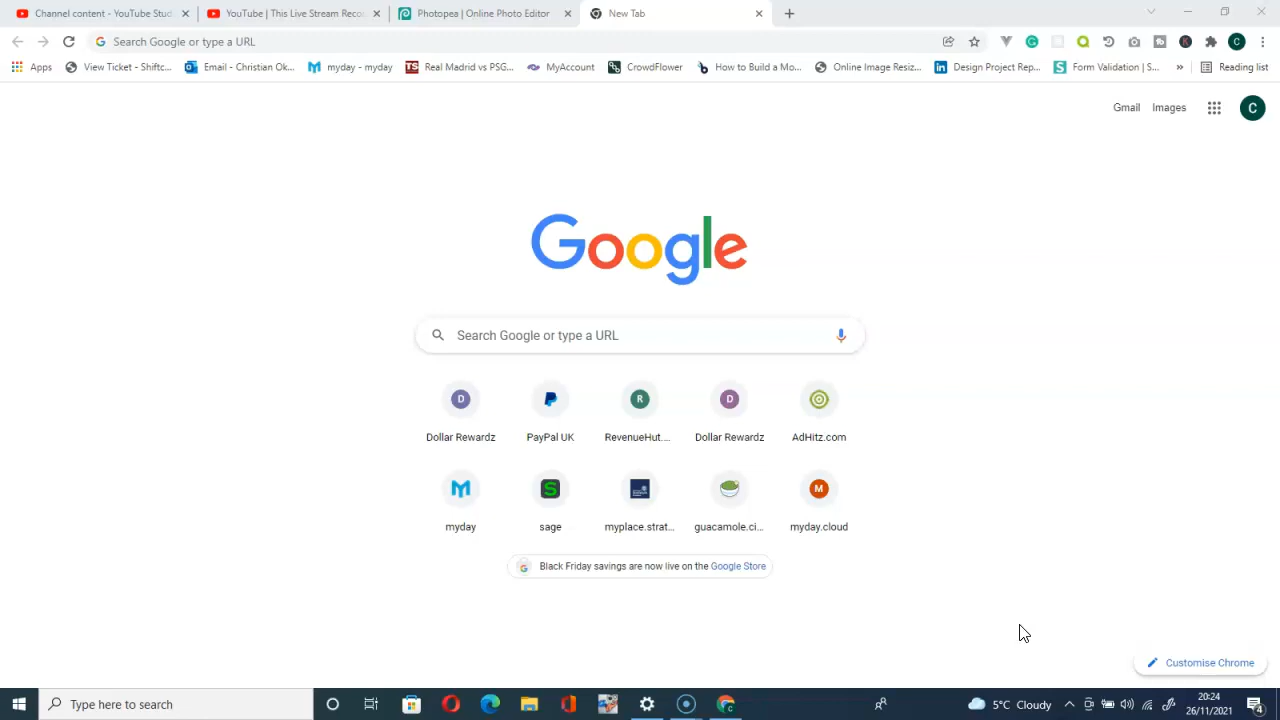 Channel content - YouTube Studi
YouTube | This Live Stream Reco
Photopea | Online Photo Editor
New Tab
Search Google or type a URL
Apps
View Ticket - Shiftc...
Email - Christian Ok...
myday - myday
Real Madrid vs PSG...
MyAccount
CrowdFlower
How to Build a Mo...
Online Image Resiz...
Design Project Rep...
Form Validation | S...
»
Reading list
Gmail
Images
C
Google
Search Google or type a URL
D
R
D
Dollar Rewardz
PayPal UK
RevenueHut....
Dollar Rewardz
AdHitz.com
S
M
myday
sage
myplace.strat...
guacamole.ci...
myday.cloud
Black Friday savings are now live on the Google Store
Customise Chrome
Type here to search
5°C Cloudy
20:24
26/11/2021
4